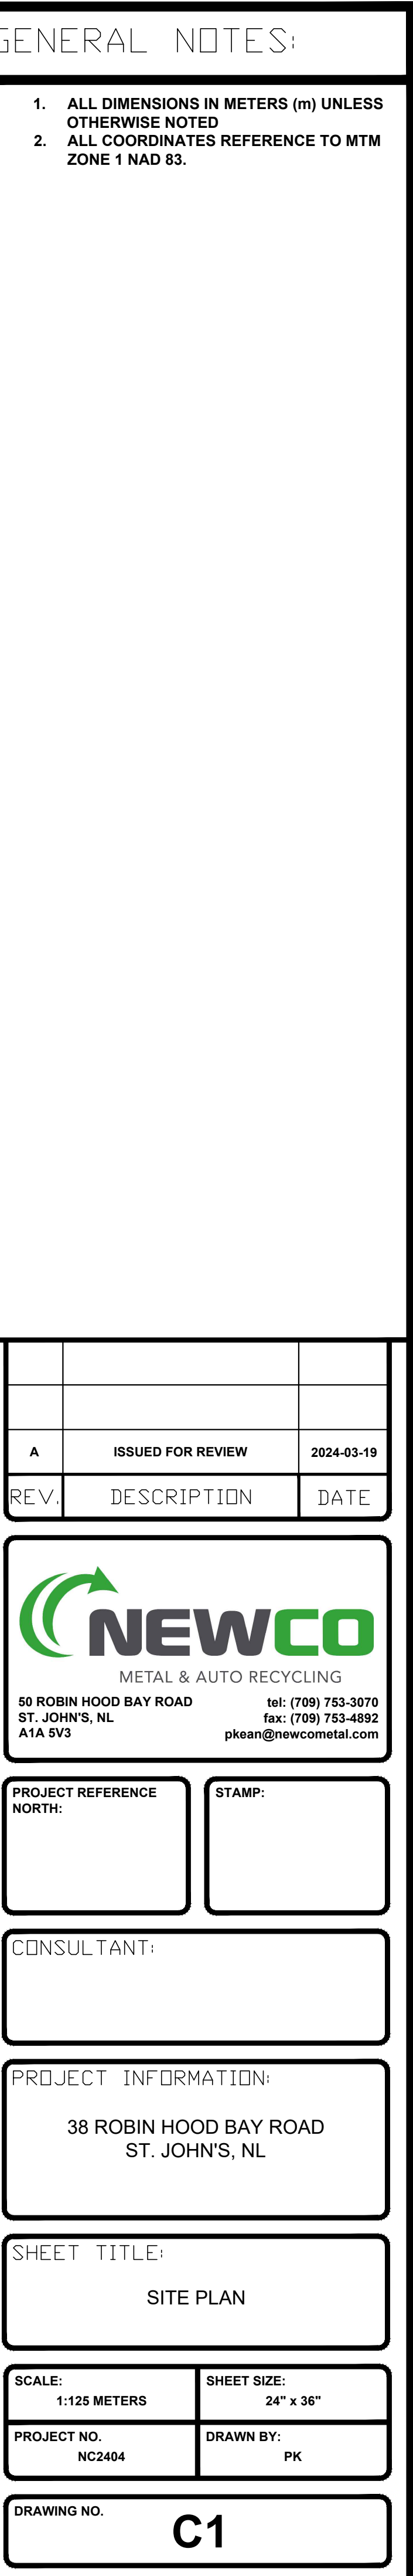 GENERAL NOTES:
1. ALL DIMENSIONS IN METERS (m) UNLESS
OTHERWISE NOTED
2. ALL COORDINATES REFERENCE TO MTM
ZONE 1 NAD 83.
A ISSUED FOR REVIEW 2024-03-19
REV. DESCRIPTION DATE
NEWCO
METAL & AUTO RECYCLING
50 ROBIN HOOD BAY ROAD
ST. JOHN'S, NL
A1A 5V3
tel: (709) 753-3070
fax: (709) 753-4892
pkean@newcometal.com
PROJECT REFERENCE
NORTH:
STAMP:
CONSULTANT:
PROJECT INFORMATION:
38 ROBIN HOOD BAY ROAD
ST. JOHN'S, NL
SHEET TITLE:
SITE PLAN
SCALE:
1:125 METERS
SHEET SIZE:
24" x 36"
PROJECT NO.
NC2404
DRAWN BY:
PK
DRAWING NO.
C1